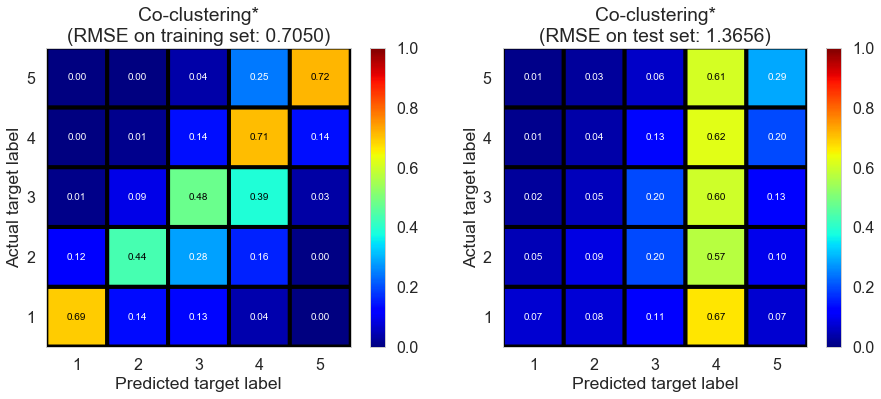 Co-clustering*
(RMSE on training set: 0.7050)
Actual target label
5 0.00 0.00 0.04 0.25 0.72
4 0.00 0.01 0.14 0.71 0.14
3 0.01 0.09 0.48 0.39 0.03
2 0.12 0.44 0.28 0.16 0.00
1 0.69 0.14 0.13 0.04 0.00
1 2 3 4 5
Predicted target label
1.0
0.8
0.6
0.4
0.2
0.0
Co-clustering*
(RMSE on test set: 1.3656)
Actual target label
5 0.01 0.03 0.06 0.61 0.29
4 0.01 0.04 0.13 0.62 0.20
3 0.02 0.05 0.20 0.60 0.13
2 0.05 0.09 0.20 0.57 0.10
1 0.07 0.08 0.11 0.67 0.07
1 2 3 4 5
Predicted target label
1.0
0.8
0.6
0.4
0.2
0.0